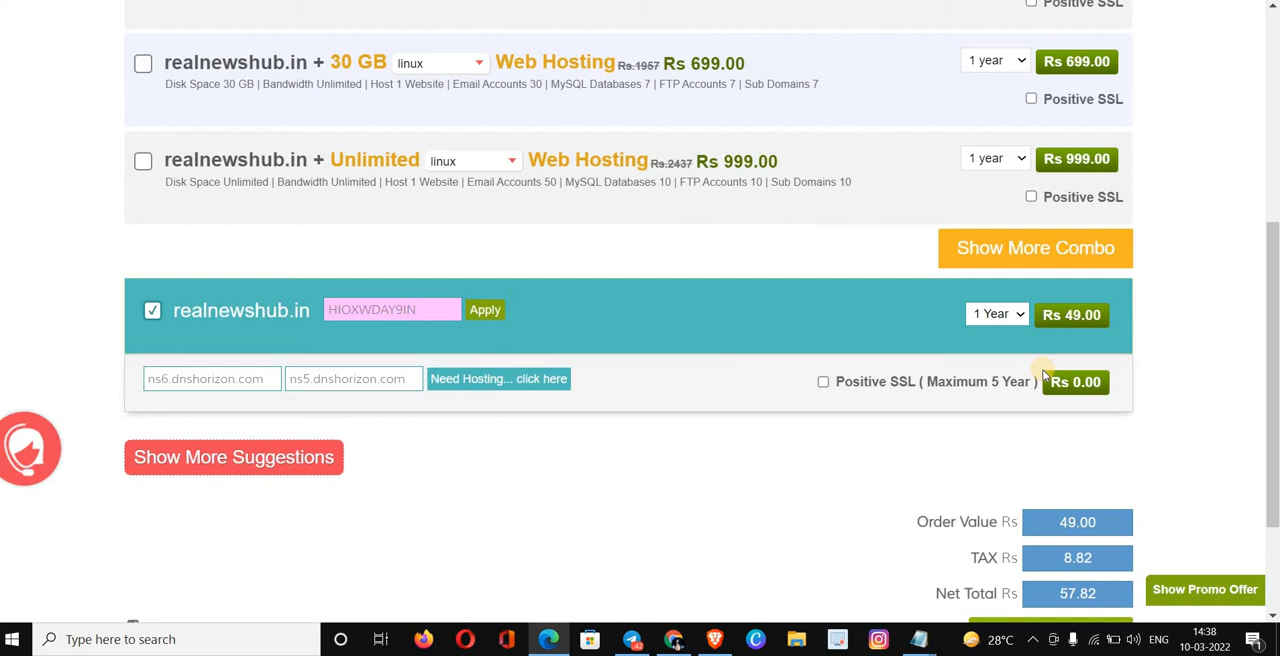 Positive SSL
realnewshub.in + 30 GB linux Web Hosting Rs.1957 Rs 699.00 1 year Rs 699.00
Disk Space 30 GB | Bandwidth Unlimited | Host 1 Website | Email Accounts 30 | MySQL Databases 7 | FTP Accounts 7 | Sub Domains 7
Positive SSL
realnewshub.in + Unlimited linux Web Hosting Rs.2437 Rs 999.00 1 year Rs 999.00
Disk Space Unlimited | Bandwidth Unlimited | Host 1 Website | Email Accounts 50 | MySQL Databases 10 | FTP Accounts 10 | Sub Domains 10
Positive SSL
Show More Combo
realnewshub.in HIOXWDAY9IN Apply 1 Year Rs 49.00
ns6.dnshorizon.com ns5.dnshorizon.com Need Hosting... click here Positive SSL ( Maximum 5 Year ) Rs 0.00
Show More Suggestions
Order Value Rs 49.00
TAX Rs 8.82
Net Total Rs 57.82
Show Promo Offer
Type here to search 28°C ENG 14:38
10-03-2022